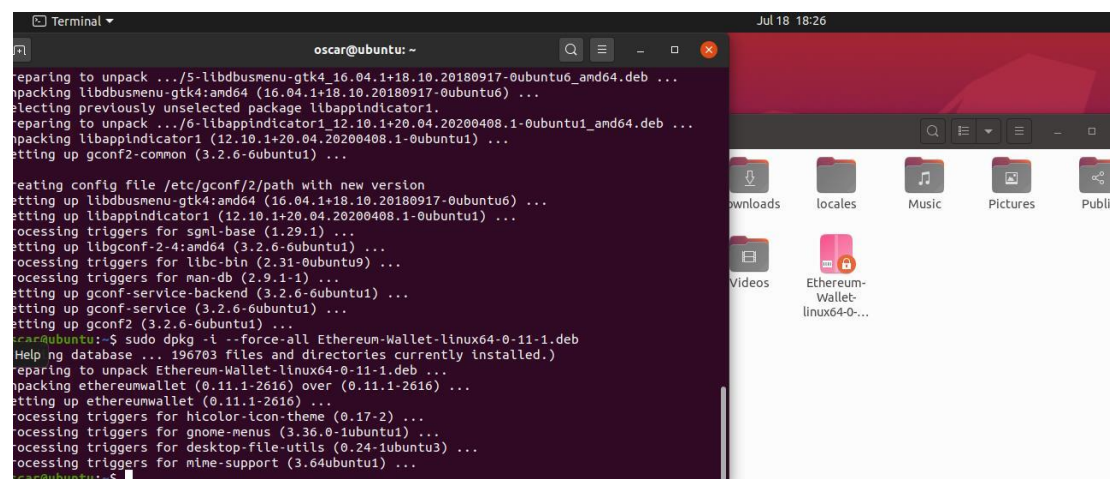 Terminal
Jul 18 18:26
oscar@ubuntu: ~
reparing to unpack .../5-libdbusmenu-gtk4_16.04.1+18.10.20180917-0ubuntu6_amd64.deb ...
npacking libdbusmenu-gtk4:amd64 (16.04.1+18.10.20180917-0ubuntu6) ...
electing previously unselected package libappindicator1.
reparing to unpack .../6-libappindicator1_12.10.1+20.04.20200408.1-0ubuntu1_amd64.deb ...
npacking libappindicator1 (12.10.1+20.04.20200408.1-0ubuntu1) ...
etting up gconf2-common (3.2.6-6ubuntu1) ...
reating config file /etc/gconf/2/path with new version
etting up libdbusmenu-gtk4:amd64 (16.04.1+18.10.20180917-0ubuntu6) ...
etting up libappindicator1 (12.10.1+20.04.20200408.1-0ubuntu1) ...
rocessing triggers for sgml-base (1.29.1) ...
etting up libgconf-2-4:amd64 (3.2.6-6ubuntu1) ...
rocessing triggers for libc-bin (2.31-0ubuntu9) ...
rocessing triggers for man-db (2.9.1-1) ...
etting up gconf-service-backend (3.2.6-6ubuntu1) ...
etting up gconf-service (3.2.6-6ubuntu1) ...
etting up gconf2 (3.2.6-6ubuntu1) ...
scar@ubuntu:~$ sudo dpkg -i --force-all Ethereum-Wallet-linux64-0-11-1.deb
Help ng database ... 196703 files and directories currently installed.)
reparing to unpack Ethereum-Wallet-linux64-0-11-1.deb ...
npacking ethereumwallet (0.11.1-2616) over (0.11.1-2616) ...
etting up ethereumwallet (0.11.1-2616) ...
rocessing triggers for hicolor-icon-theme (0.17-2) ...
rocessing triggers for gnome-menus (3.36.0-1ubuntu1) ...
rocessing triggers for desktop-file-utils (0.24-1ubuntu3) ...
rocessing triggers for mime-support (3.64ubuntu1) ...
scar@ubuntu:~$
ownloads
locales
Music
Pictures
Publi
Videos
Ethereum-
Wallet-
linux64-0-...